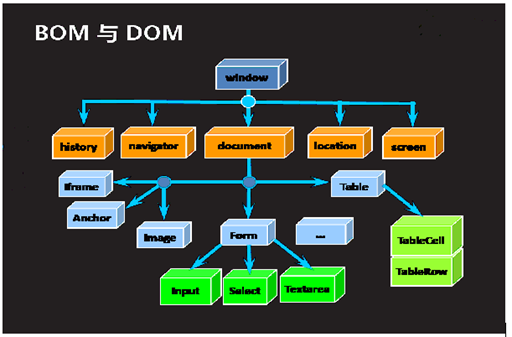 BOM 与 DOM
window
history navigator document location screen
Iframe Table
Anchor
Image Form ...
TableCell
TableRow
Input Select Textarea